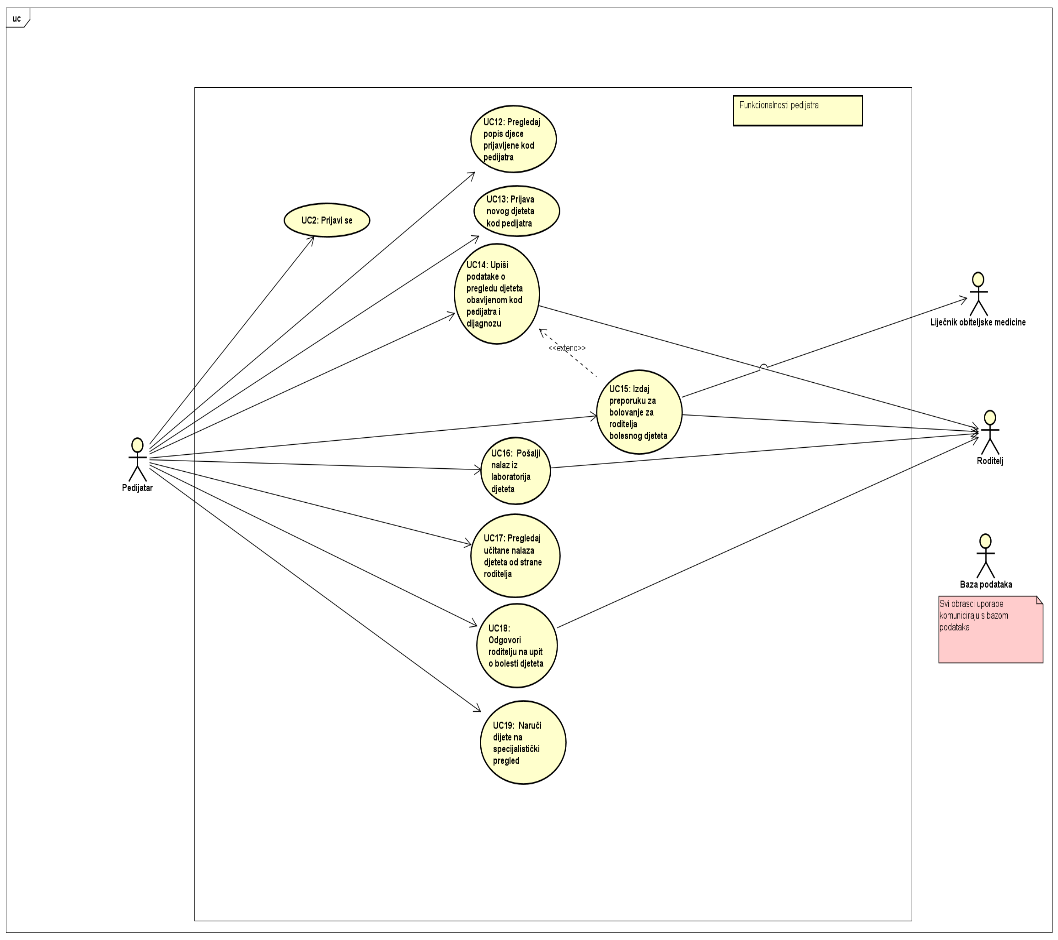 uc
Funkcionalnosti pedijatra
UC12: Pregledaj
popis djece
prijavljene kod
pedijatra
UC2: Prijavi se
UC13: Prijava
novog djeteta
kod pedijatra
UC14: Upiši
podatake o
pregledu djeteta
obavljenom kod
pedijatra i
dijagnozu
<<extend>>
Liječnik obiteljske medicine
UC15: Izdaj
preporuku za
bolovanje za
roditelja
bolesnog djeteta
Pedijatar
Roditelj
UC16: Pošalji
nalaz iz
laboratorija
djeteta
UC17: Pregledaj
učitane nalaza
djeteta od strane
roditelja
Baza podataka
Svi obrasci uporabe
komuniciraju s bazom
podataka
UC18:
Odgovori
roditelju na upit
o bolesti djeteta
UC19: Naruči
dijete na
specijalistički
pregled